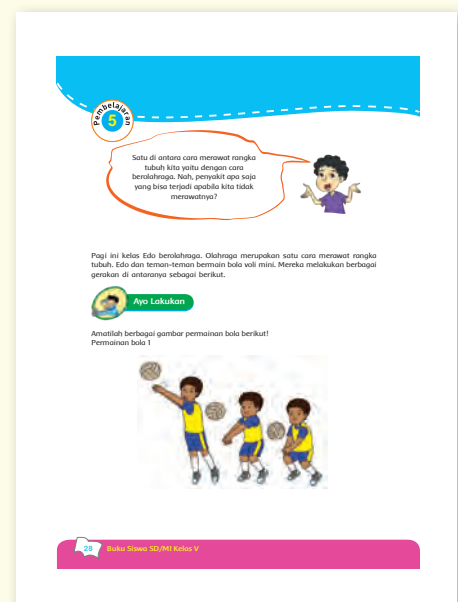 Pembelajaran
5
Satu di antara cara merawat rangka
tubuh kita yaitu dengan cara
berolahraga. Nah, penyakit apa saja
yang bisa terjadi apabila kita tidak
merawatnya?
Pagi ini kelas Edo berolahraga. Olahraga merupakan satu cara merawat rangka
tubuh. Edo dan teman-teman bermain bola voli mini. Mereka melakukan berbagai
gerakan di antaranya sebagai berikut.
Ayo Lakukan
Amatilah berbagai gambar permainan bola berikut!
Permainan bola 1
28 Buku Siswa SD/MI Kelas V